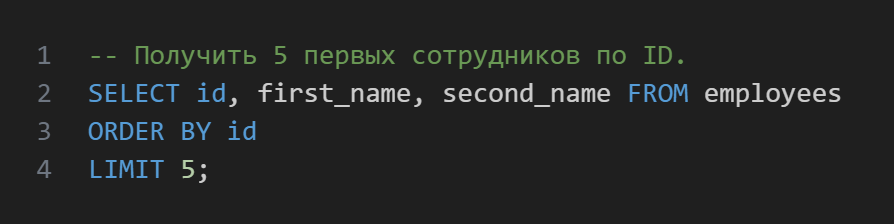 1 -- Получить 5 первых сотрудников по ID.
2 SELECT id, first_name, second_name FROM employees
3 ORDER BY id
4 LIMIT 5;